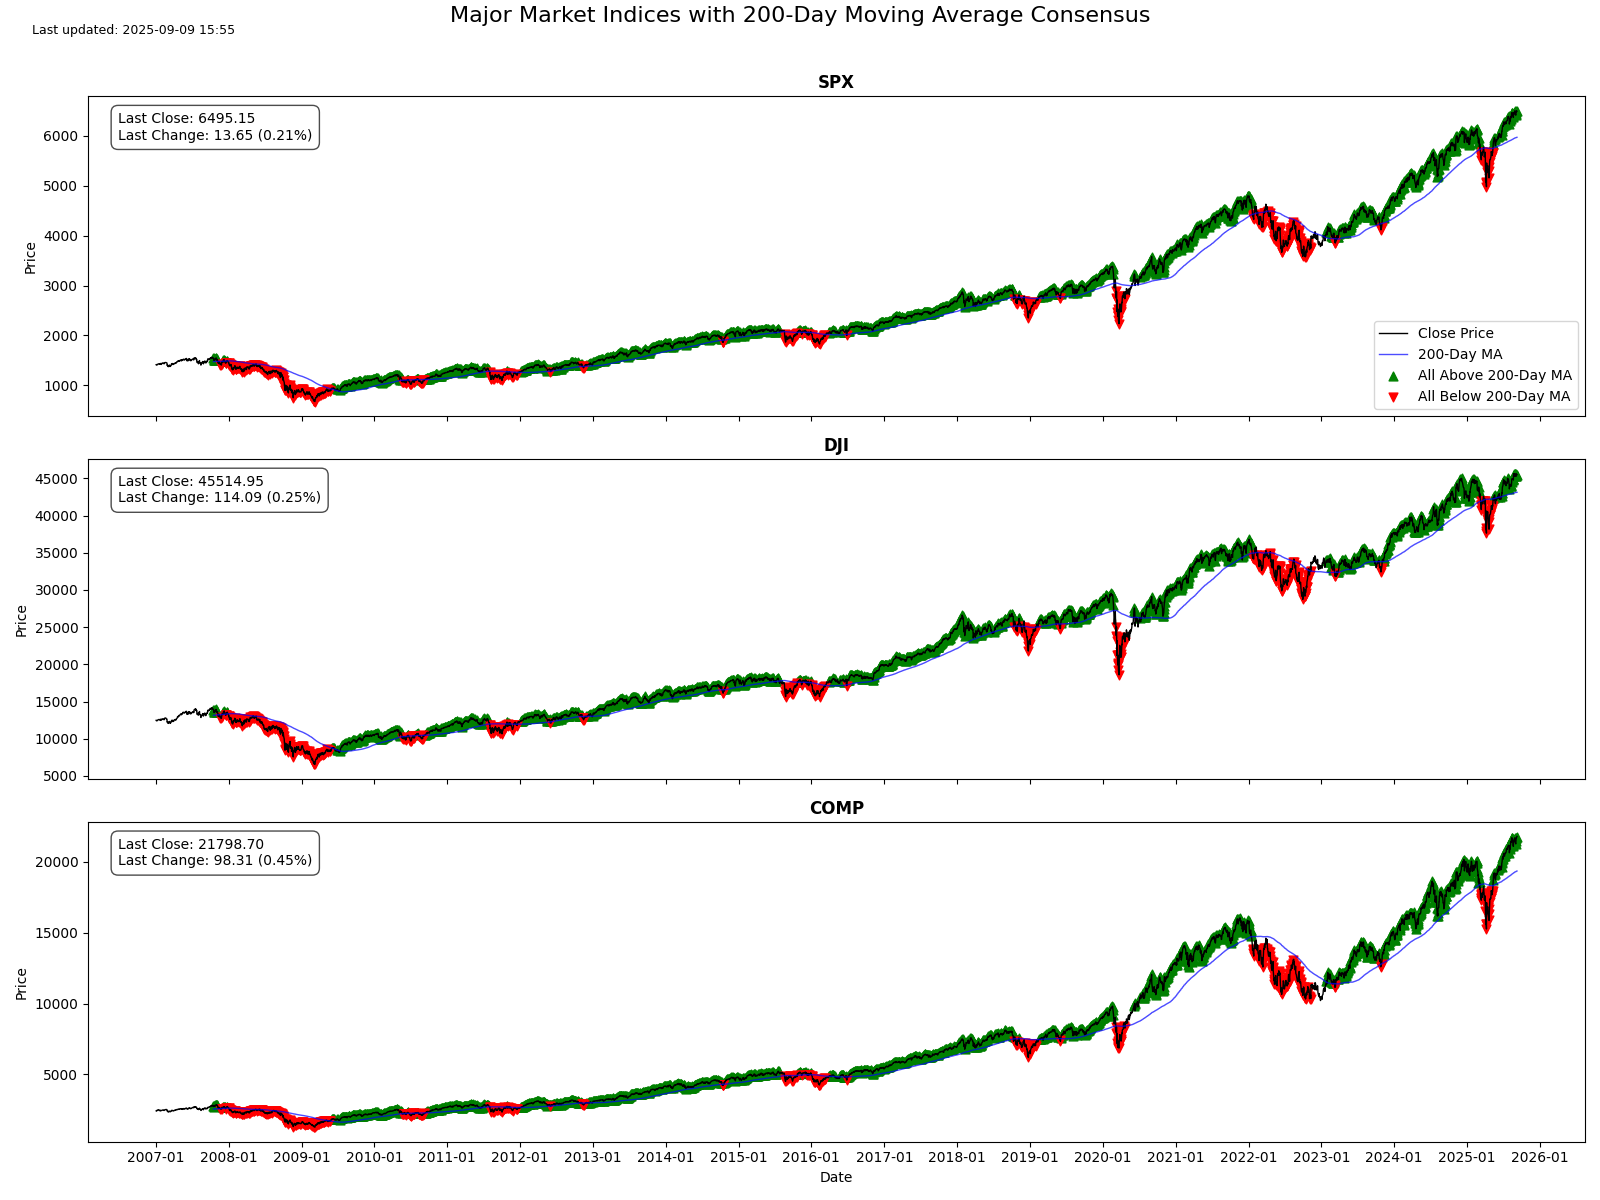 Major Market Indices with 200-Day Moving Average Consensus
Last updated: 2025-09-09 15:55
SPX
Last Close: 6495.15
Last Change: 13.65 (0.21%)
6000
5000
4000
3000
2000
1000
Price
Close Price
200-Day MA
All Above 200-Day MA
All Below 200-Day MA
DJI
Last Close: 45514.95
Last Change: 114.09 (0.25%)
45000
40000
35000
30000
25000
20000
15000
10000
5000
Price
COMP
Last Close: 21798.70
Last Change: 98.31 (0.45%)
20000
15000
10000
5000
Price
2007-01 2008-01 2009-01 2010-01 2011-01 2012-01 2013-01 2014-01 2015-01 2016-01 2017-01 2018-01 2019-01 2020-01 2021-01 2022-01 2023-01 2024-01 2025-01 2026-01
Date